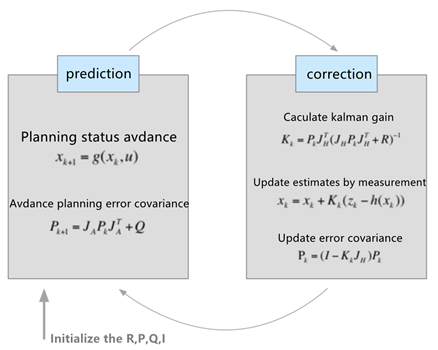 prediction
correction
Planning status avdance
x_{k+1} = g(x_k, u)
Avdance planning error covariance
P_{k+1} = J_A P_k J_A^T + Q
Caculate kalman gain
K_k = P_k J_H^T (J_H P_k J_H^T + R)^{-1}
Update estimates by measurement
x_k = x_k + K_k(z_k − h(x_k))
Update error covariance
P_k = (I − K_k J_H)P_k
Initialize the R,P,Q,I